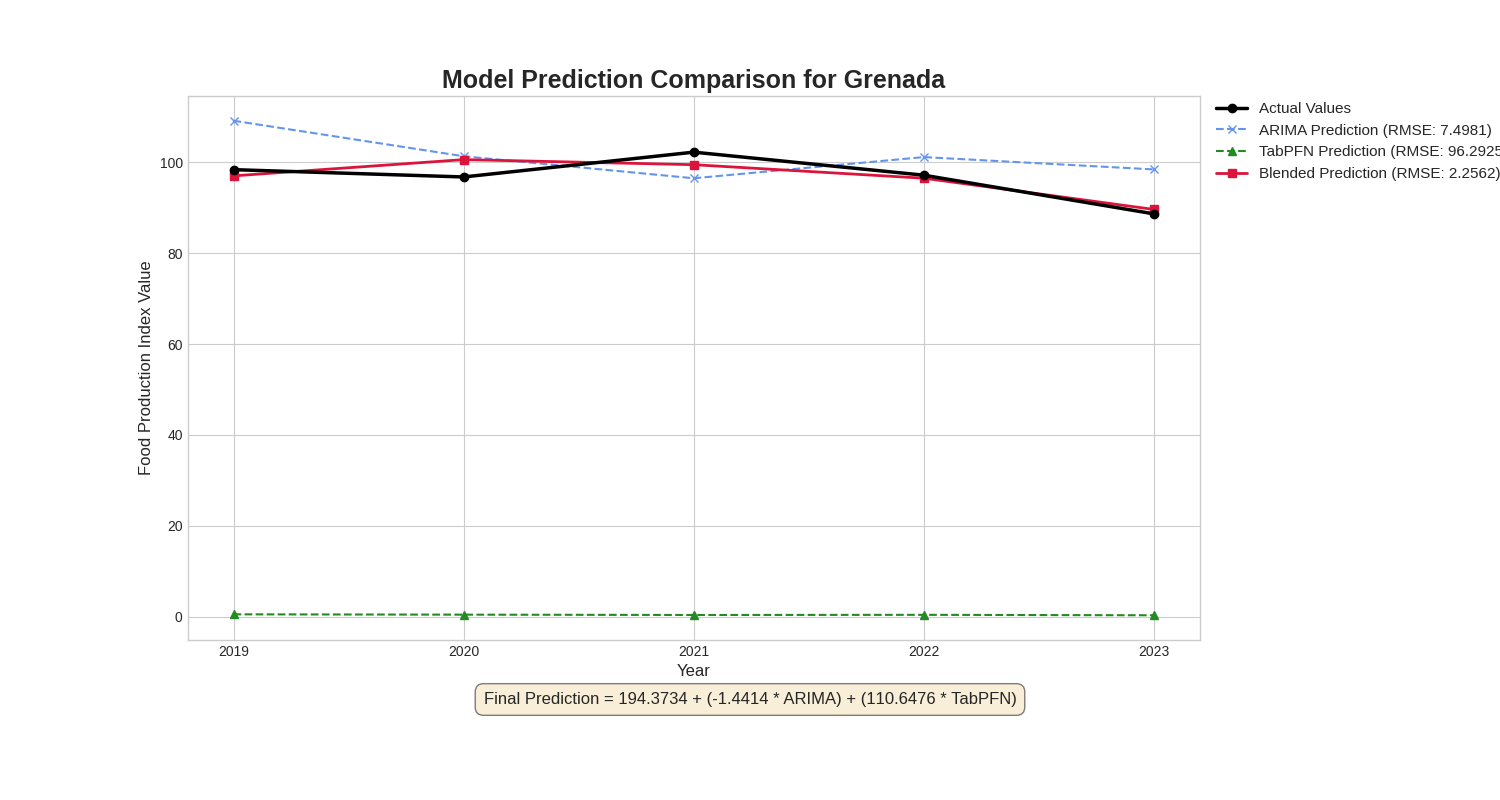 Model Prediction Comparison for Grenada
Actual Values
ARIMA Prediction (RMSE: 7.4981)
TabPFN Prediction (RMSE: 96.2925
Blended Prediction (RMSE: 2.2562)
Food Production Index Value
100
80
60
40
20
0
2019 2020 2021 2022 2023
Year
Final Prediction = 194.3734 + (-1.4414 * ARIMA) + (110.6476 * TabPFN)